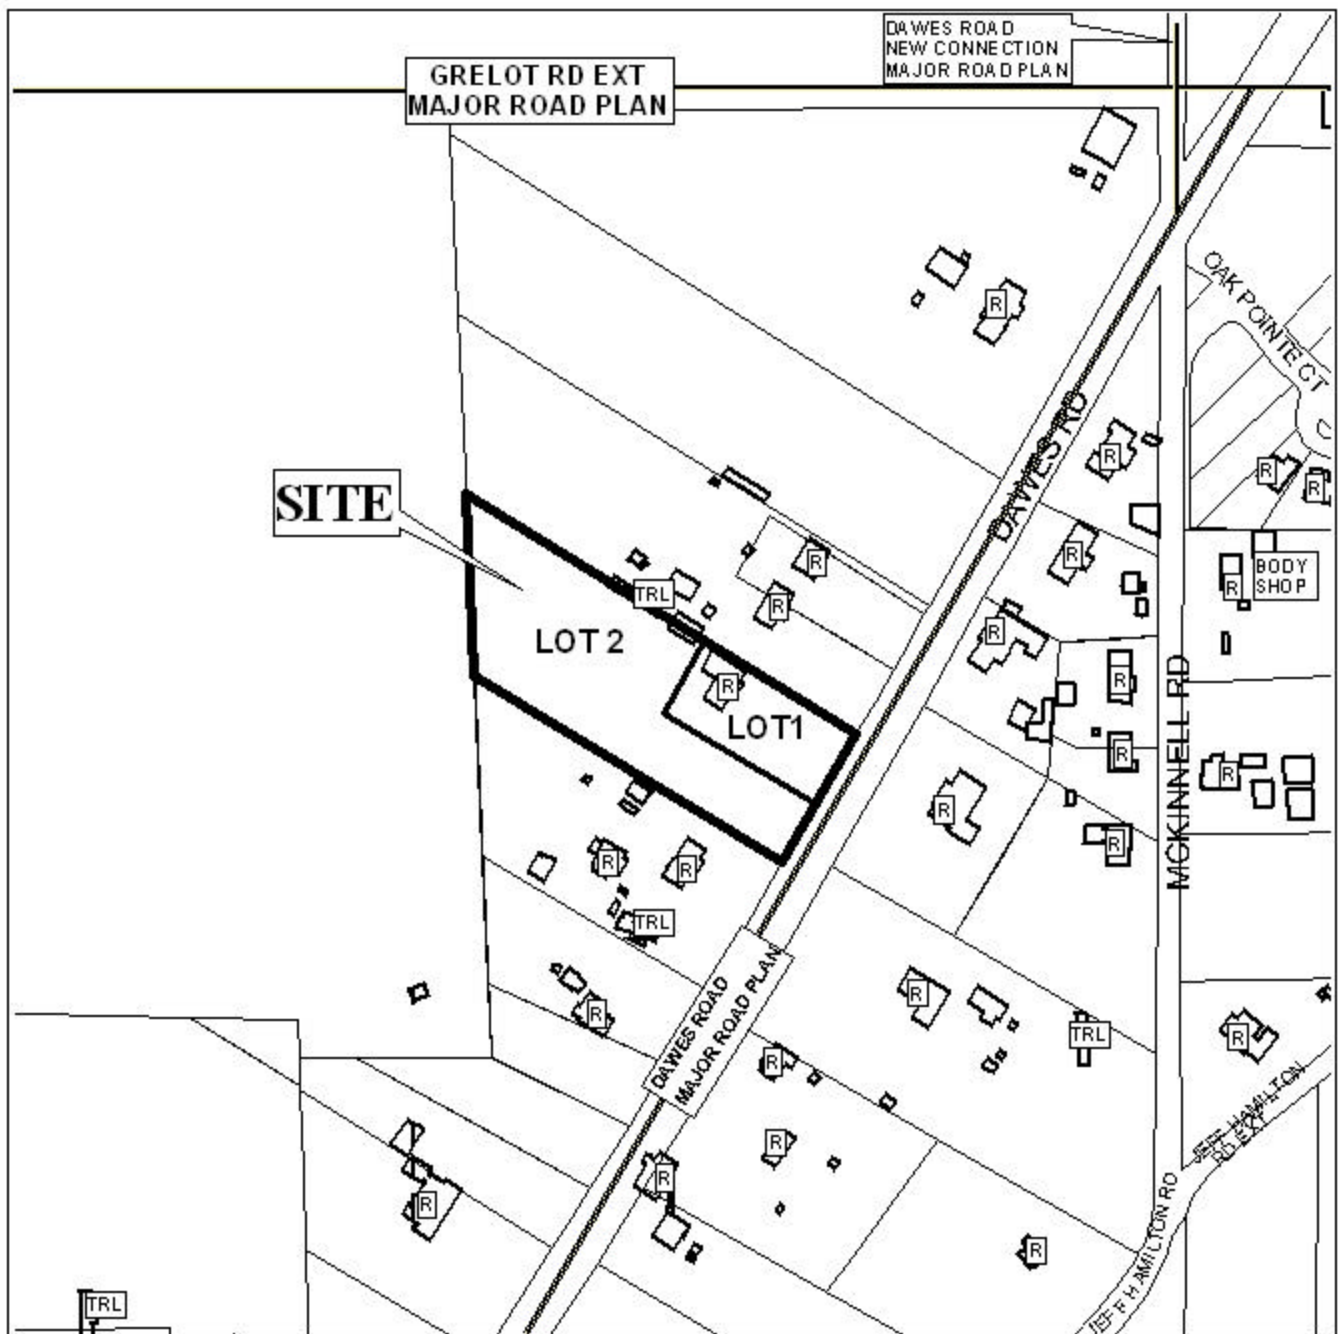 DAWES ROAD
NEW CONNECTION
MAJOR ROAD PLAN
GRELOT RD EXT
MAJOR ROAD PLAN
R
OAK POINTE CT
DAWES RD
R
R
R
SITE
R
R
BODY
SHOP
R
TRL
R
R
LOT 2
R
R
R
LOT1
MCKINNELL RD
R
R
R
R
R
R
TRL
DAWES ROAD
MAJOR ROAD PLAN
R
R
TRL
R
R
JEFF HAMILTON
RD EXT
R
R
R
JEFF HAMILTON RD
R
TRL